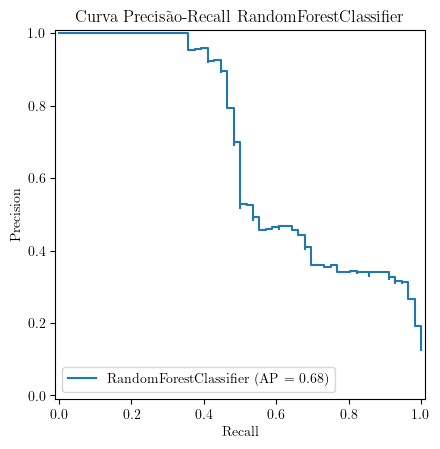 Curva Precisão-Recall RandomForestClassifier
1.0
0.8
0.6
0.4
0.2
0.0
Precision
RandomForestClassifier (AP = 0.68)
0.0 0.2 0.4 0.6 0.8 1.0
Recall